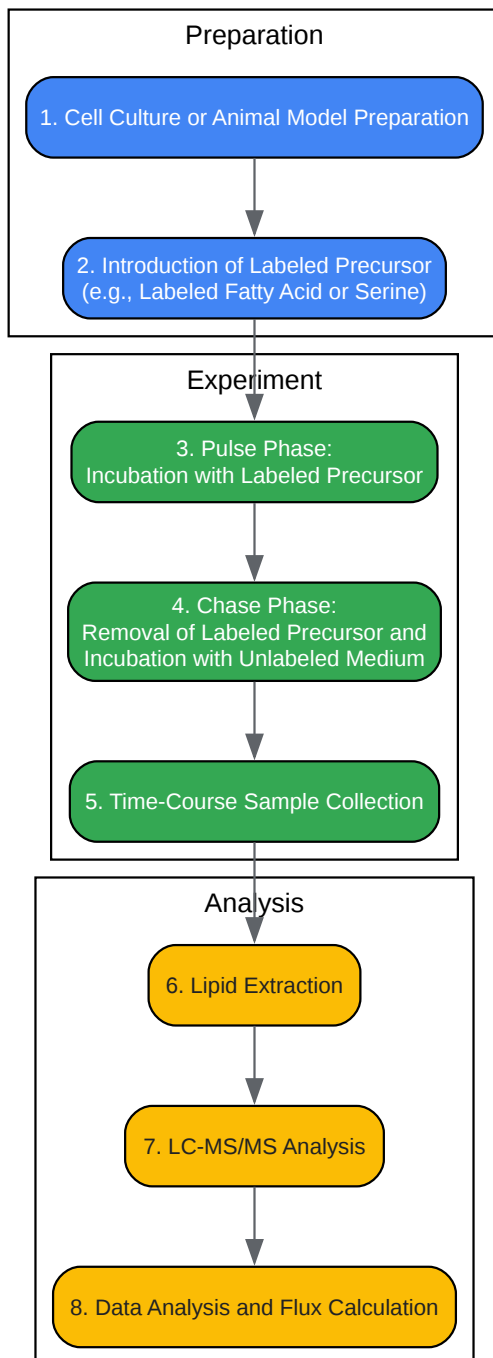 Preparation
1. Cell Culture or Animal Model Preparation
2. Introduction of Labeled Precursor
(e.g., Labeled Fatty Acid or Serine)
Experiment
3. Pulse Phase:
Incubation with Labeled Precursor
4. Chase Phase:
Removal of Labeled Precursor and
Incubation with Unlabeled Medium
5. Time-Course Sample Collection
Analysis
6. Lipid Extraction
7. LC-MS/MS Analysis
8. Data Analysis and Flux Calculation